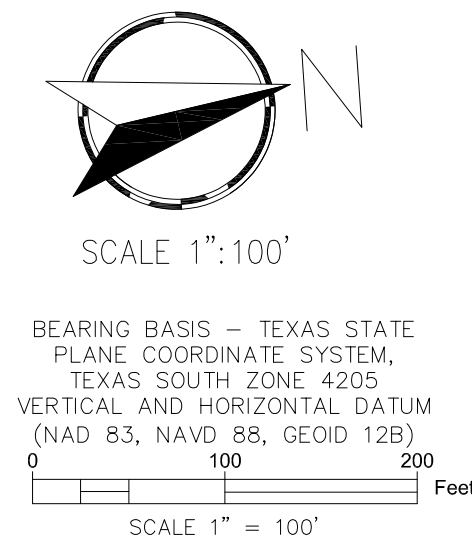 N
SCALE 1":100'
BEARING BASIS – TEXAS STATE
PLANE COORDINATE SYSTEM,
TEXAS SOUTH ZONE 4205
VERTICAL AND HORIZONTAL DATUM
(NAD 83, NAVD 88, GEOID 12B)
0 100 200
Feet
SCALE 1" = 100'